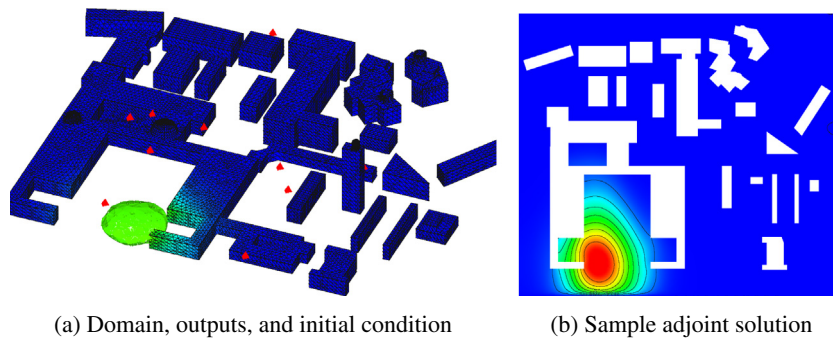 (a) Domain, outputs, and initial condition
(b) Sample adjoint solution